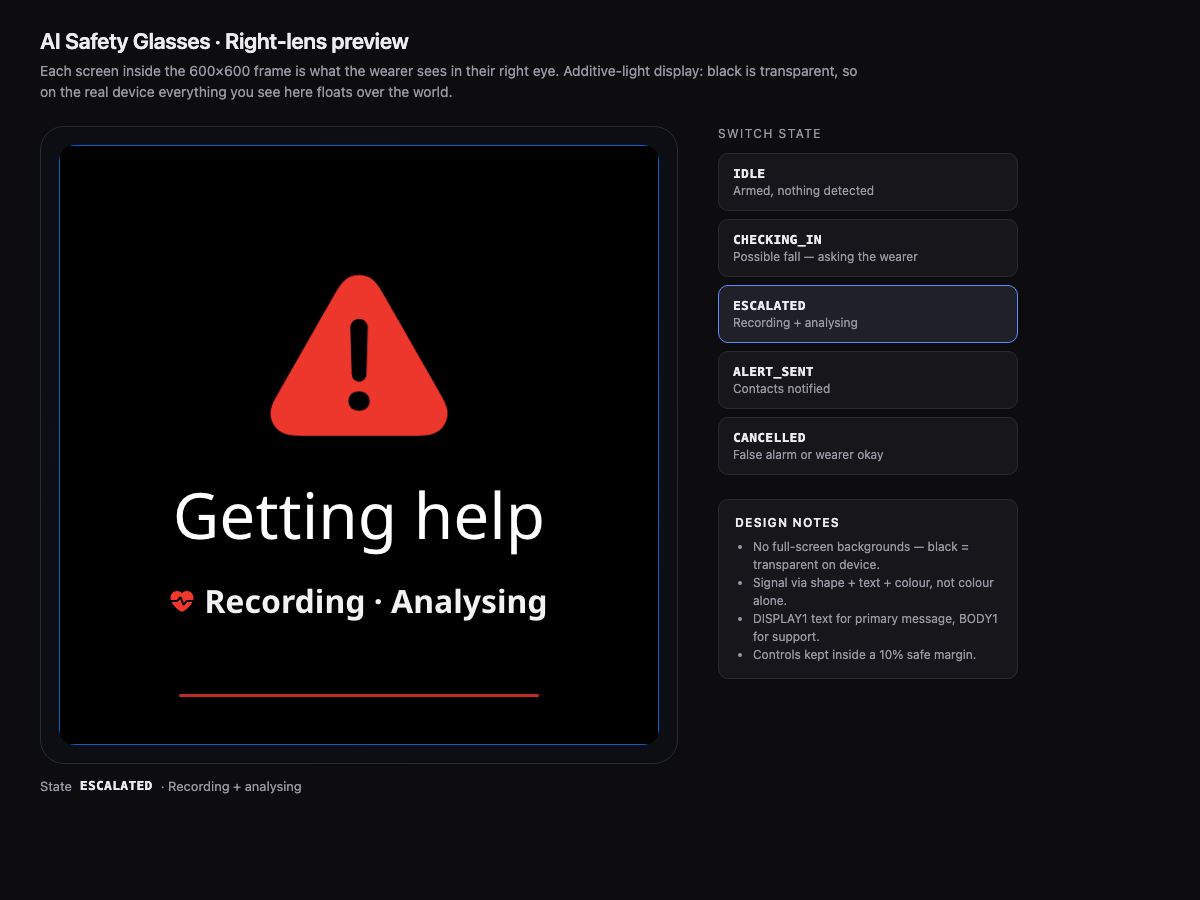 AI Safety Glasses · Right-lens preview
Each screen inside the 600×600 frame is what the wearer sees in their right eye. Additive-light display: black is transparent, so
on the real device everything you see here floats over the world.
Getting help
Recording · Analysing
State ESCALATED · Recording + analysing
SWITCH STATE
IDLE
Armed, nothing detected
CHECKING_IN
Possible fall — asking the wearer
ESCALATED
Recording + analysing
ALERT_SENT
Contacts notified
CANCELLED
False alarm or wearer okay
DESIGN NOTES
• No full-screen backgrounds — black =
transparent on device.
• Signal via shape + text + colour, not colour
alone.
• DISPLAY1 text for primary message, BODY1
for support.
• Controls kept inside a 10% safe margin.